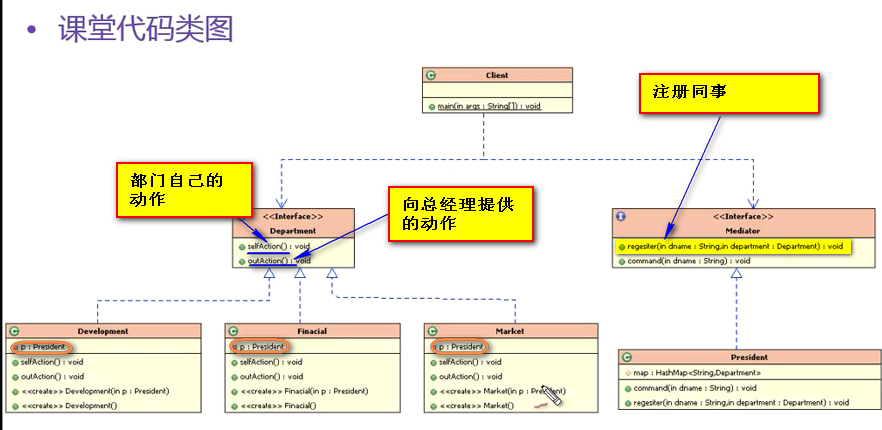 • 课堂代码类图
Client
main(in args : String[]) : void
注册同事
部门自己的
动作
向总经理提供
的动作
<<Interface>>
Department
selfAction() : void
outAction() : void
<<Interface>>
Mediator
regesiter(in dname : String,in department : Department) : void
command(in dname : String) : void
Development
p : President
selfAction() : void
outAction() : void
<<create>> Development(in p : President)
<<create>> Development()
Finacial
p : President
selfAction() : void
outAction() : void
<<create>> Finacial(in p : President)
<<create>> Finacial()
Market
p : President
selfAction() : void
outAction() : void
<<create>> Market(in p : President)
<<create>> Market()
President
map : HashMap<String,Department>
command(in dname : String) : void
regesiter(in dname : String,in department : Department) : void